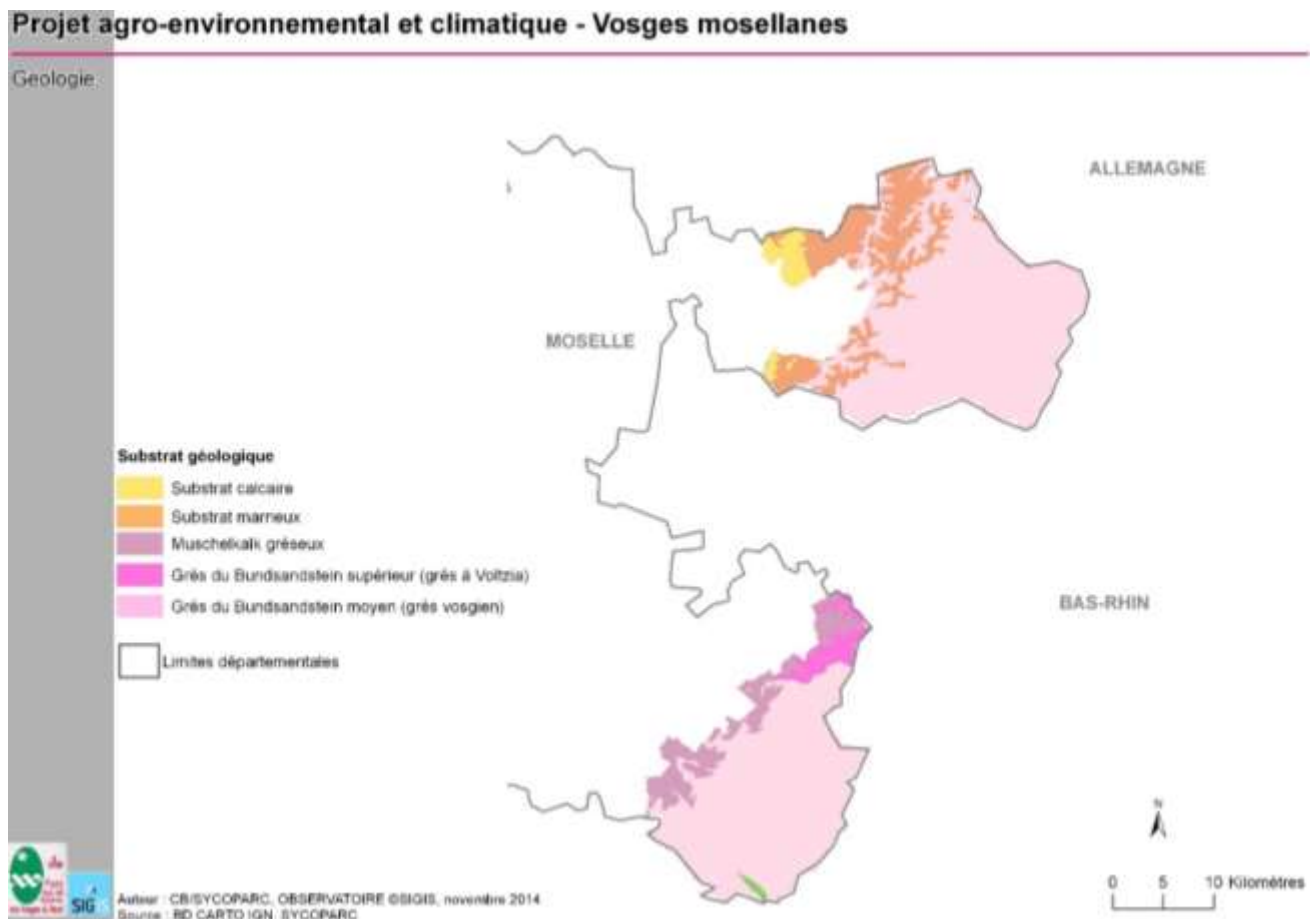 Projet agro-environnemental et climatique - Vosges mosellanes
Geologie
ALLEMAGNE
MOSELLE
Substrat géologique
Substrat calcaire
Substrat marneux
Muschelkalk gréseux
Grès du Bundsandstein supérieur (grès à Voltzia)
Grès du Bundsandstein moyen (grès vosgien)
Limites départementales
BAS-RHIN
N
0 5 10 Kilomètres
SIG
Auteur : CB/SYCOPARC, OBSERVATOIRE ©SIGIS, novembre 2014
Source : BD CARTO IGN, SYCOPARC